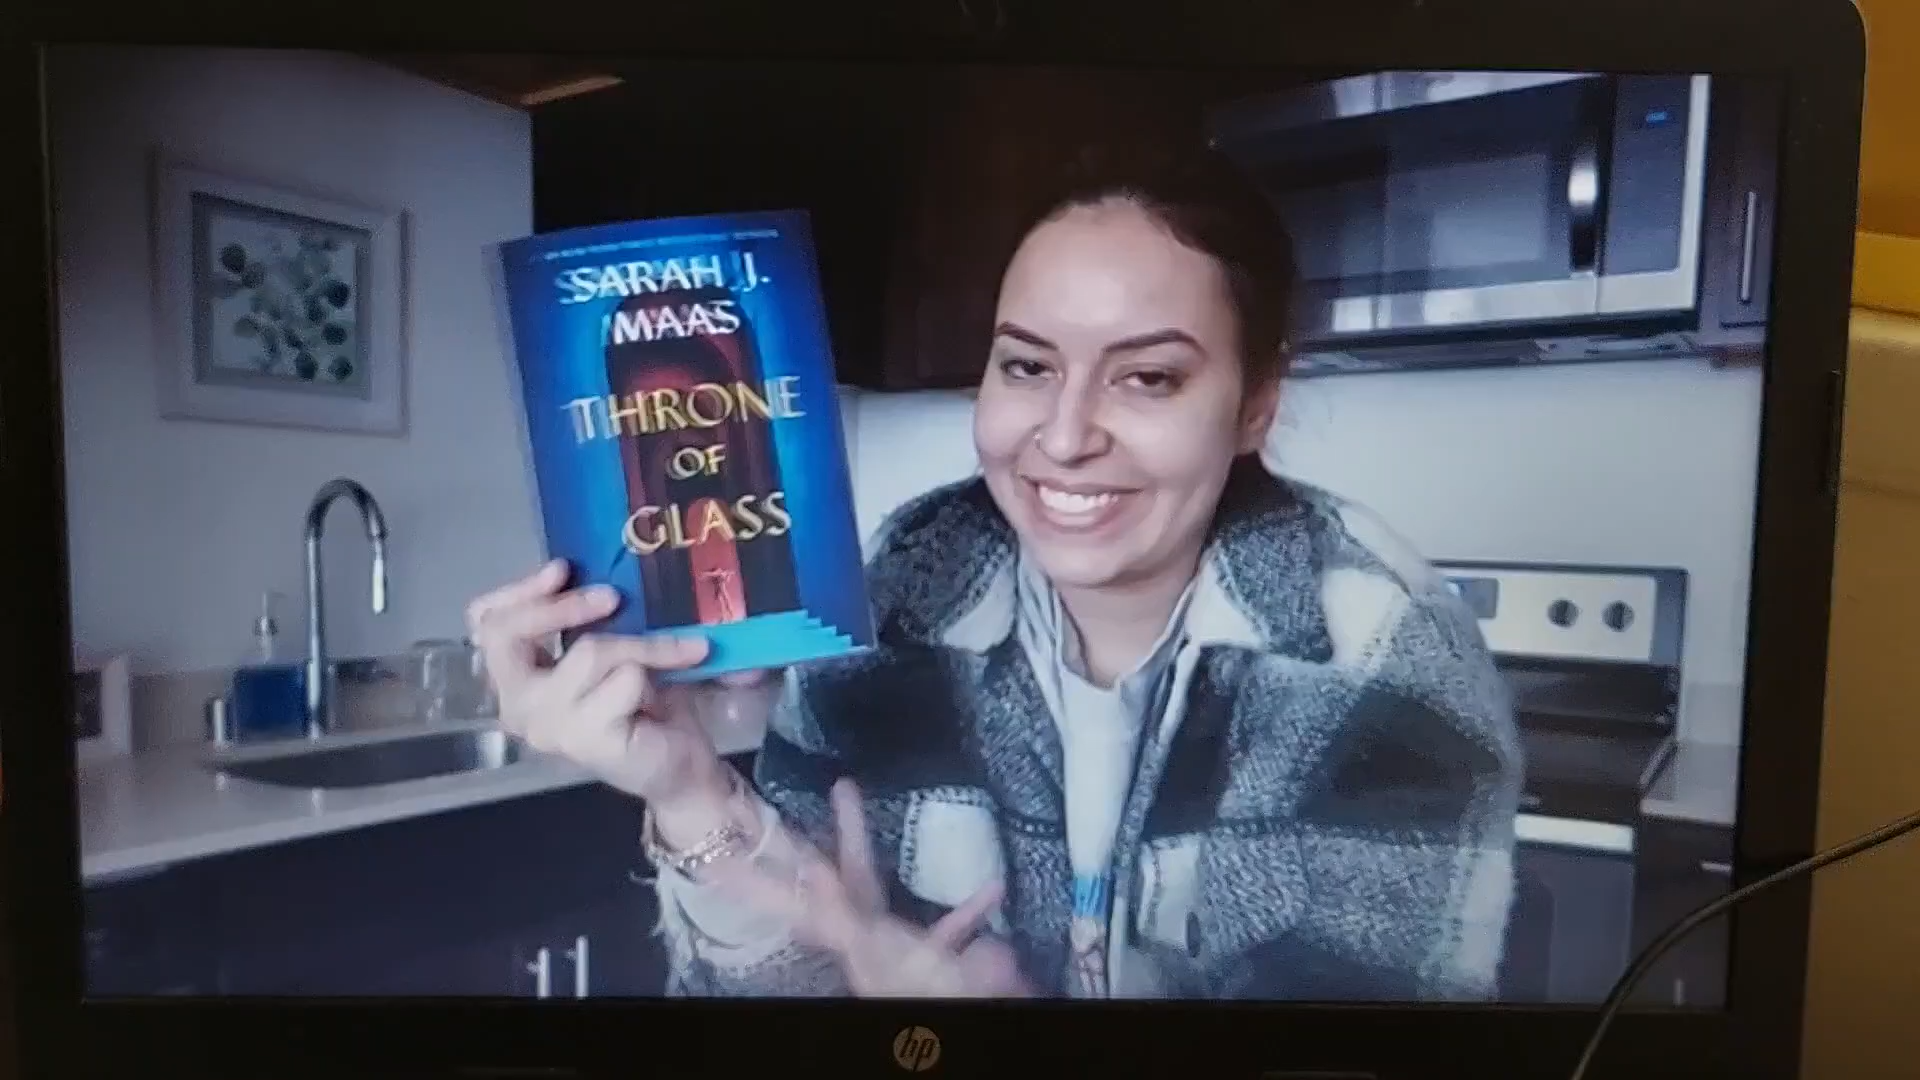 SARAH J.
MAAS
THRONE
OF
GLASS
hp